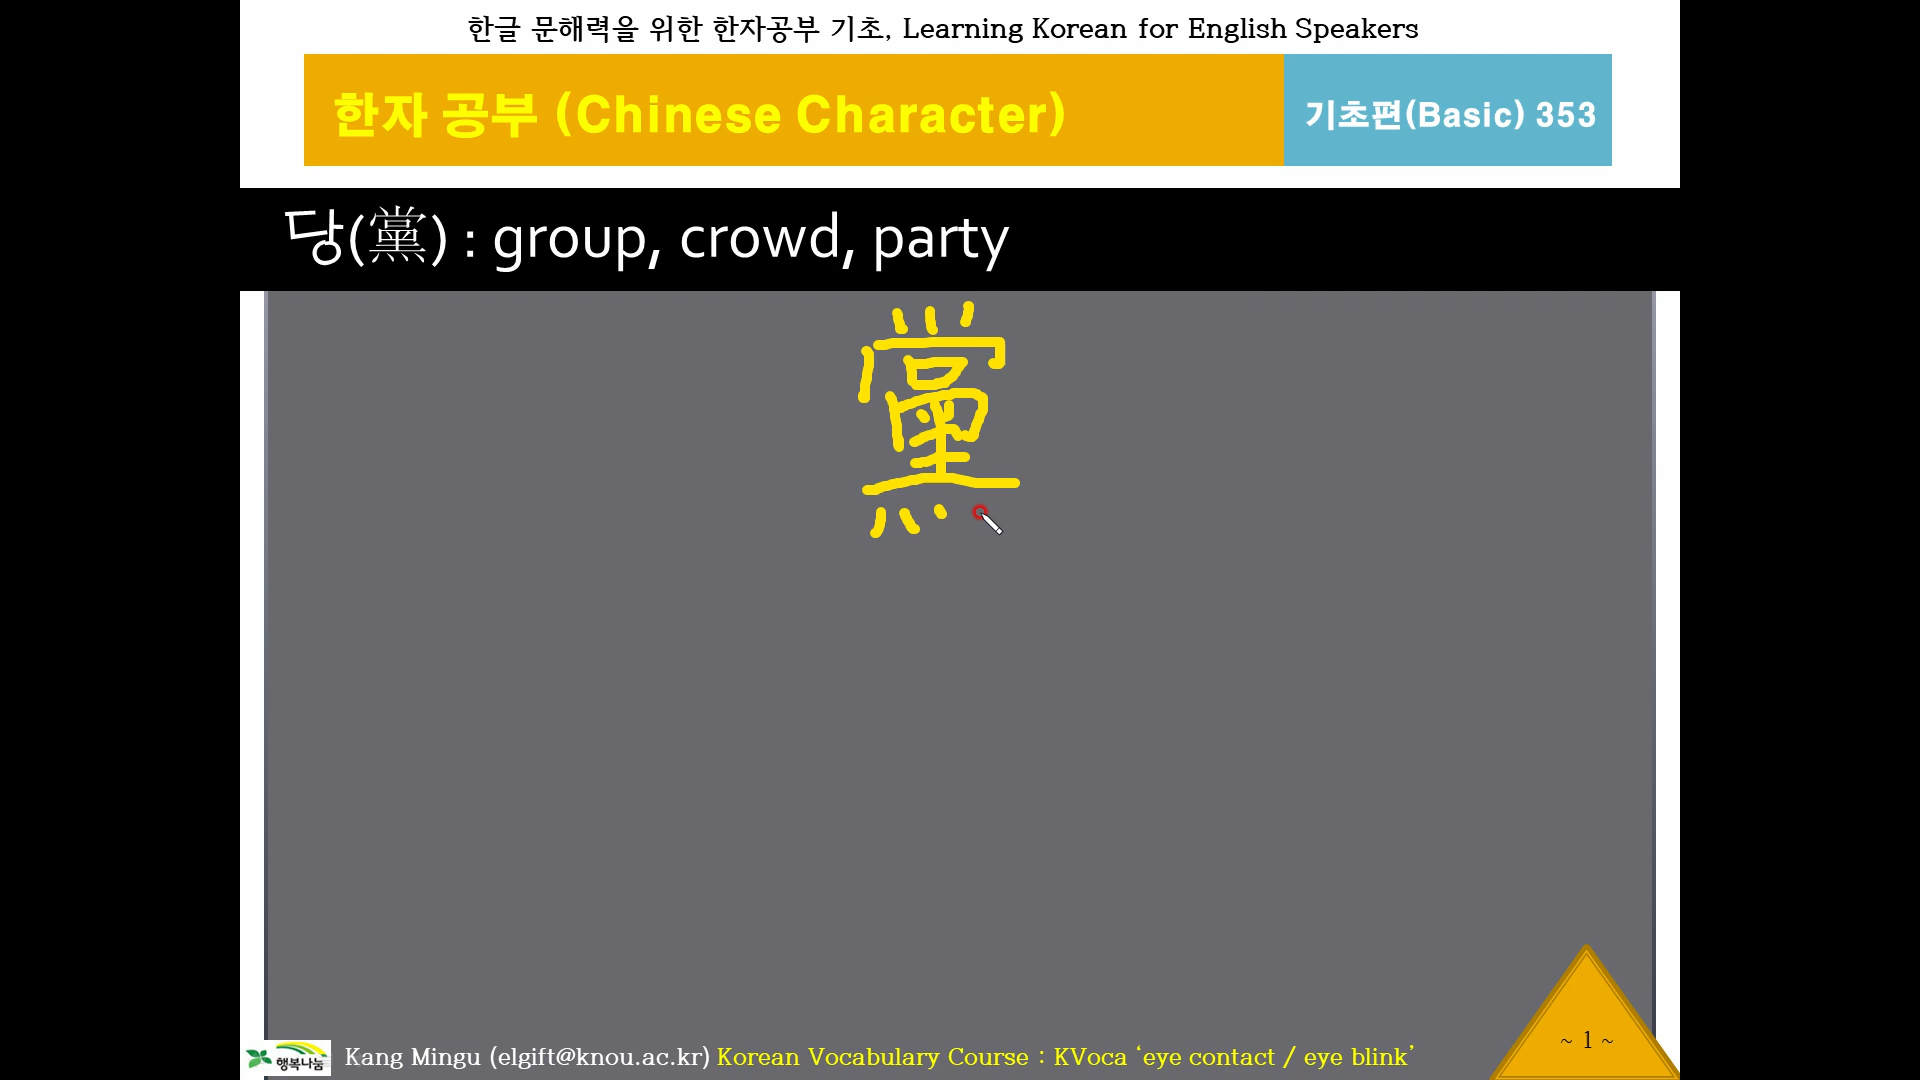 한글 문해력을 위한 한자공부 기초, Learning Korean for English Speakers
한자 공부 (Chinese Character)
기초편(Basic) 353
당(黨) : group, crowd, party
黨
행복나눔
Kang Mingu (elgift@knou.ac.kr) Korean Vocabulary Course : KVoca ‘eye contact / eye blink’
~ 1 ~